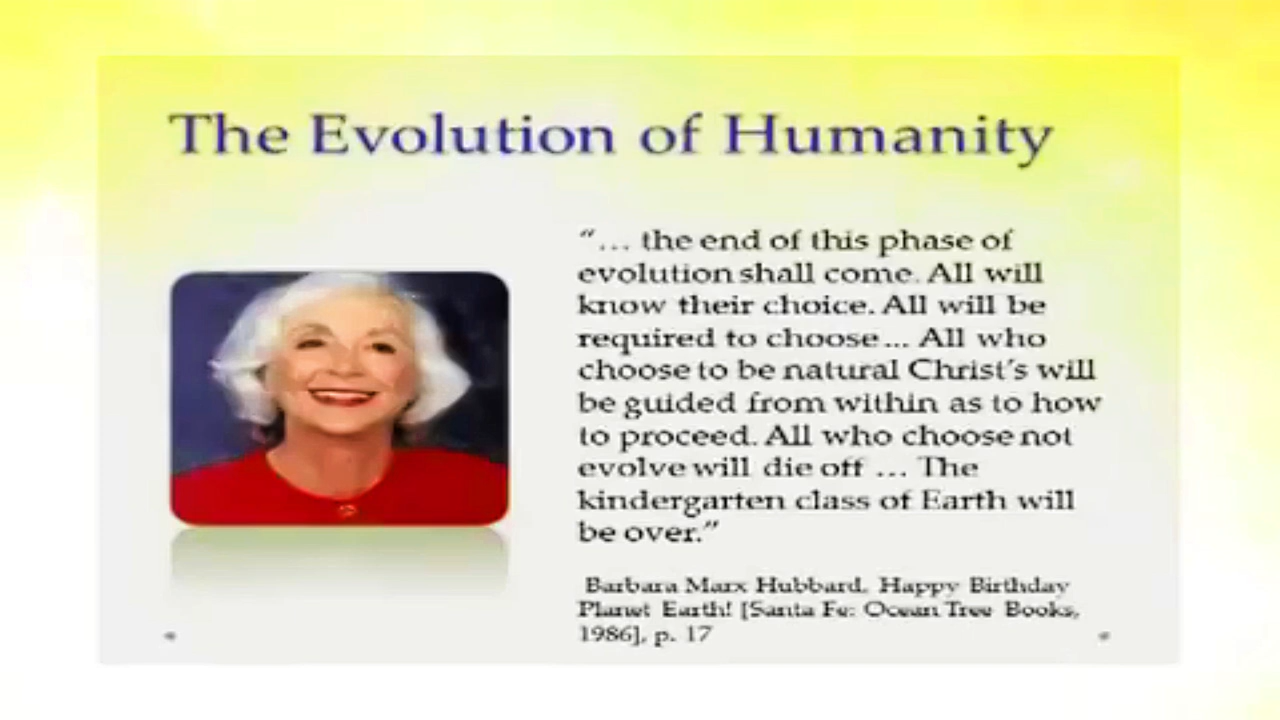 The Evolution of Humanity
“… the end of this phase of
evolution shall come. All will
know their choice. All will be
required to choose... All who
choose to be natural Christ's will
be guided from within as to how
to proceed. All who choose not
evolve will die off ... The
kindergarten class of Earth will
be over.”
Barbara Marx Hubbard, Happy Birthday
Planet Earth! [Santa Fe: Ocean Tree Books,
1986], p. 17